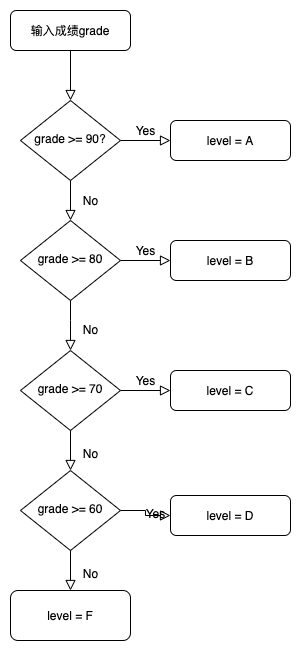 输入成绩grade
grade >= 90?
Yes
level = A
No
grade >= 80
Yes
level = B
No
grade >= 70
Yes
level = C
No
grade >= 60
Yes
level = D
No
level = F